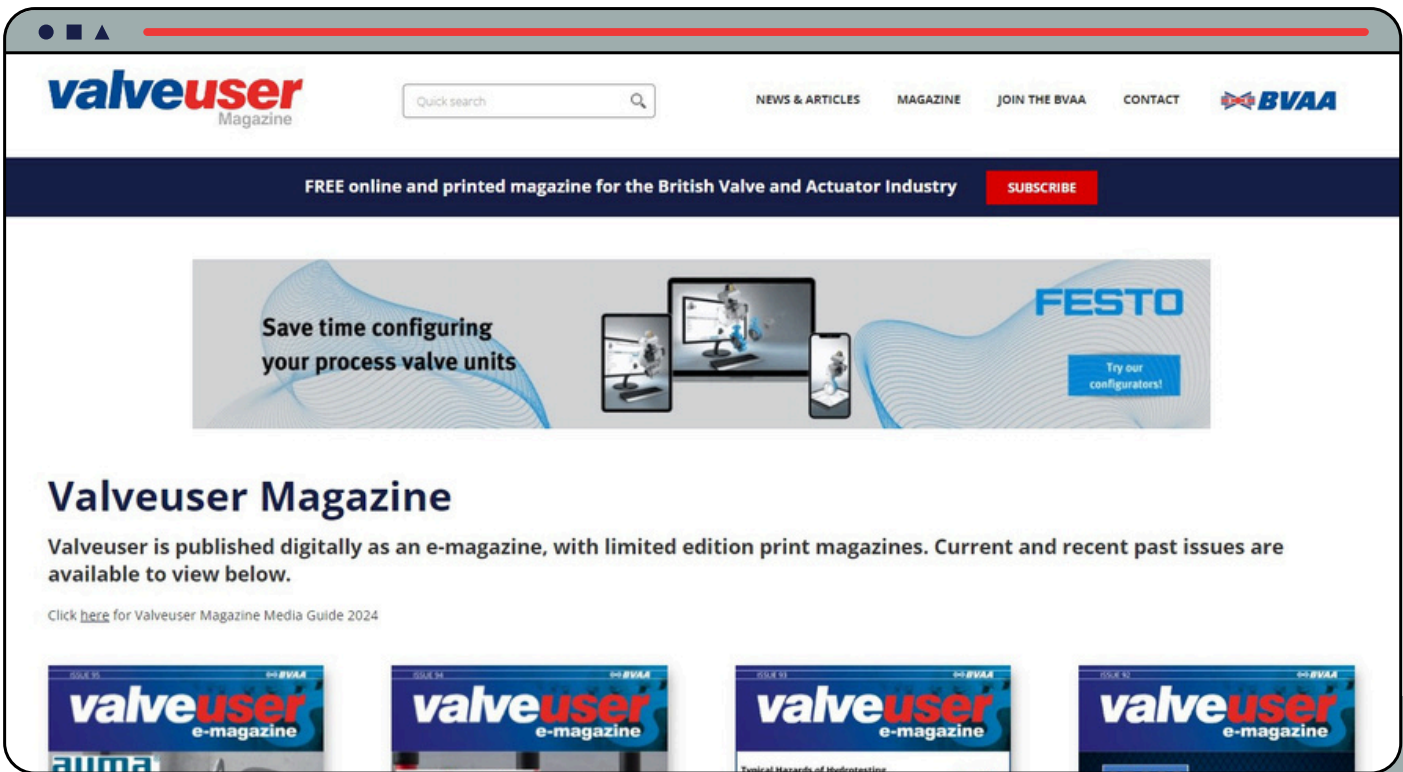 valveuser
Magazine
Quick search
NEWS & ARTICLES
MAGAZINE
JOIN THE BVAA
CONTACT
BVAA
FREE online and printed magazine for the British Valve and Actuator Industry
SUBSCRIBE
Save time configuring
your process valve units
FESTO
Try our
configurators!
Valveuser Magazine
Valveuser is published digitally as an e-magazine, with limited edition print magazines. Current and recent past issues are
available to view below.
Click here for Valveuser Magazine Media Guide 2024
ISSUE 95
BVAA
valveuser
e-magazine
auma
ISSUE 94
BVAA
valveuser
e-magazine
ISSUE 93
BVAA
valveuser
e-magazine
Typical Hazards of Hydrotesting
ISSUE 92
BVAA
valveuser
e-magazine